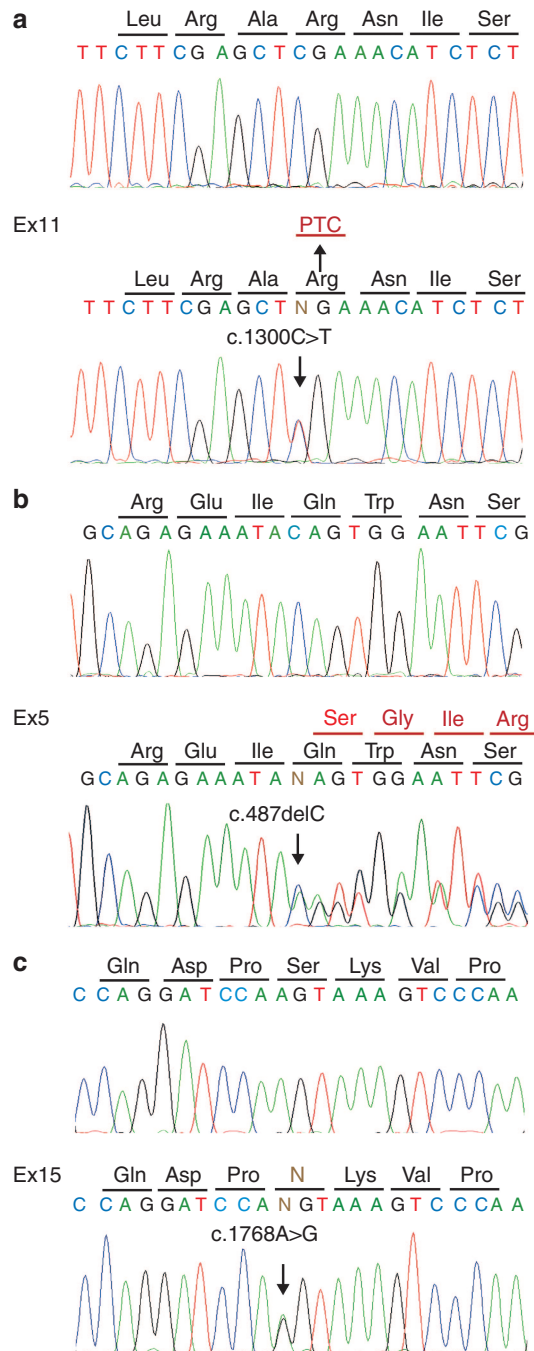 a
Leu Arg Ala Arg Asn Ile Ser
T T C T T C G A G C T C G A A A C A T C T C T
Ex11
PTC
Leu Arg Ala Arg Asn Ile Ser
T T C T T C G A G C T N G A A A C A T C T C T
c.1300C>T
b
Arg Glu Ile Gln Trp Asn Ser
G C A G A G A A A T A C A G T G G A A T T C G
Ex5
Ser Gly Ile Arg
Arg Glu Ile Gln Trp Asn Ser
G C A G A G A A A T A N A G T G G A A T T C G
c.487delC
c
Gln Asp Pro Ser Lys Val Pro
C C A G G A T C C A A G T A A A G T C C C A A
Ex15
N
Gln Asp Pro Lys Val Pro
C C A G G A T C C A N G T A A A G T C C C A A
c.1768A>G